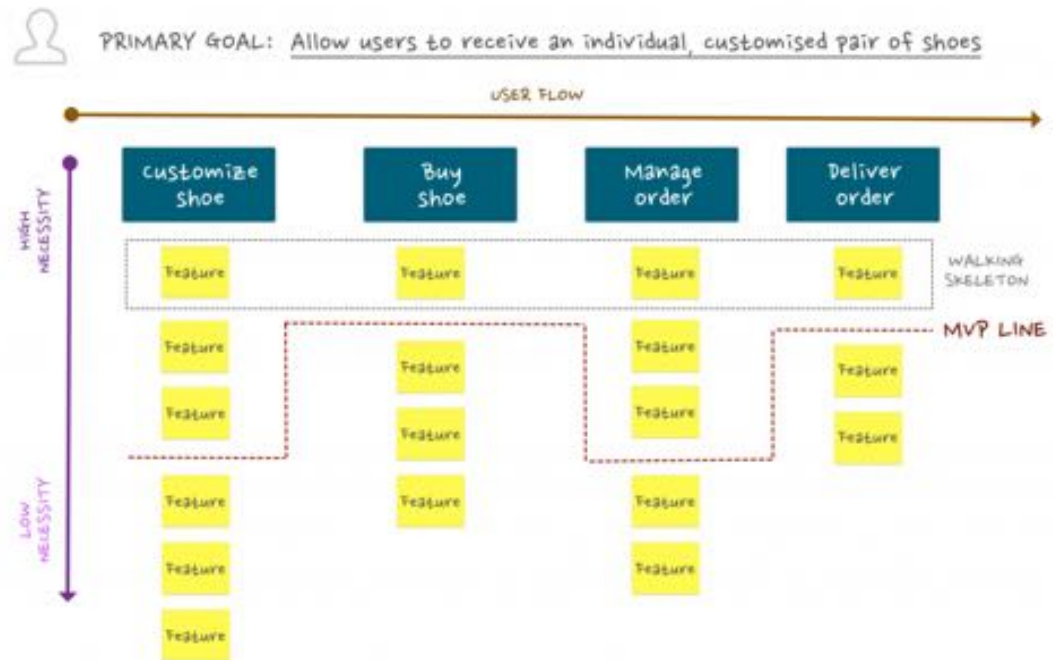 PRIMARY GOAL: Allow users to receive an individual, customised pair of shoes
USER FLOW
HIGH
NECESSITY
LOW
NECESSITY
Customize
shoe
Buy
shoe
Manage
order
Deliver
order
Feature
Feature
Feature
Feature
WALKING
SKELETON
MVP LINE
Feature
Feature
Feature
Feature
Feature
Feature
Feature
Feature
Feature
Feature
Feature
Feature
Feature
Feature